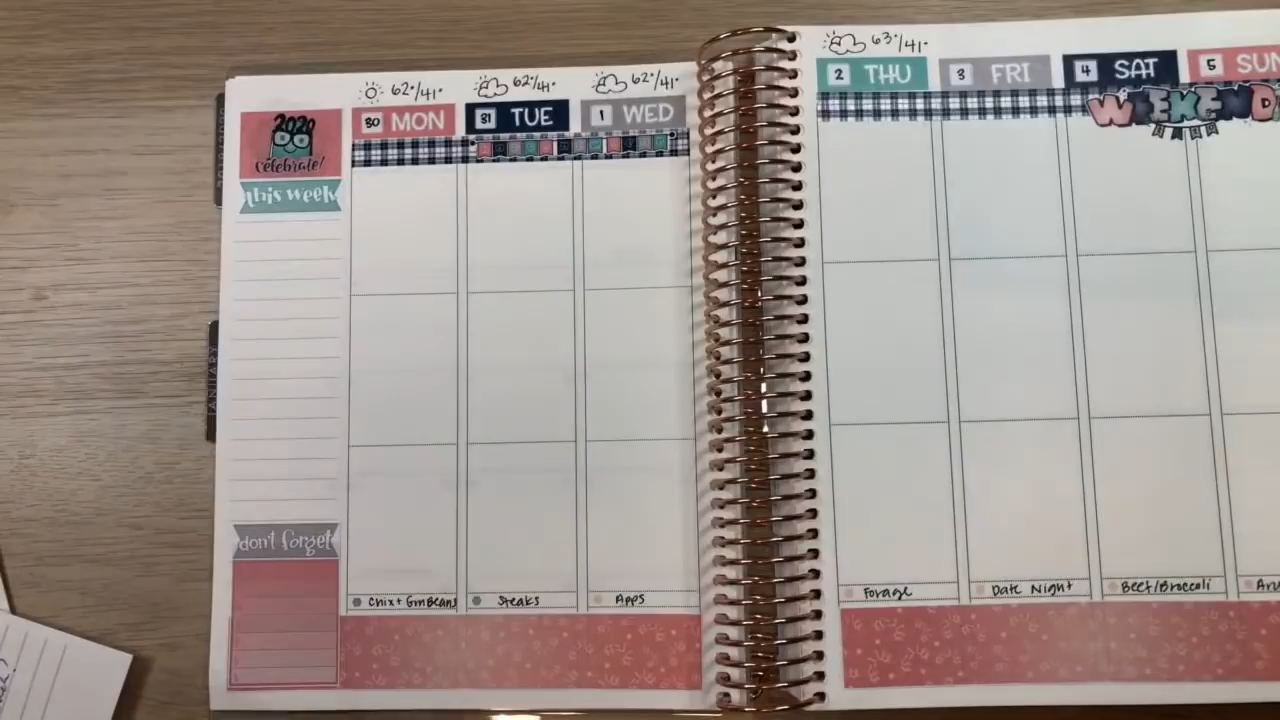 62°/41°
62°/41°
62°/41°
63°/41°
30 MON
31 TUE
1 WED
2 THU
3 FRI
4 SAT
5 SUN
2020
celebrate!
WEEKEND
this week
JANUARY
don't forget
Chix + GrnBeans
Steaks
Apps
Forage
Date Night
Beef/Broccoli